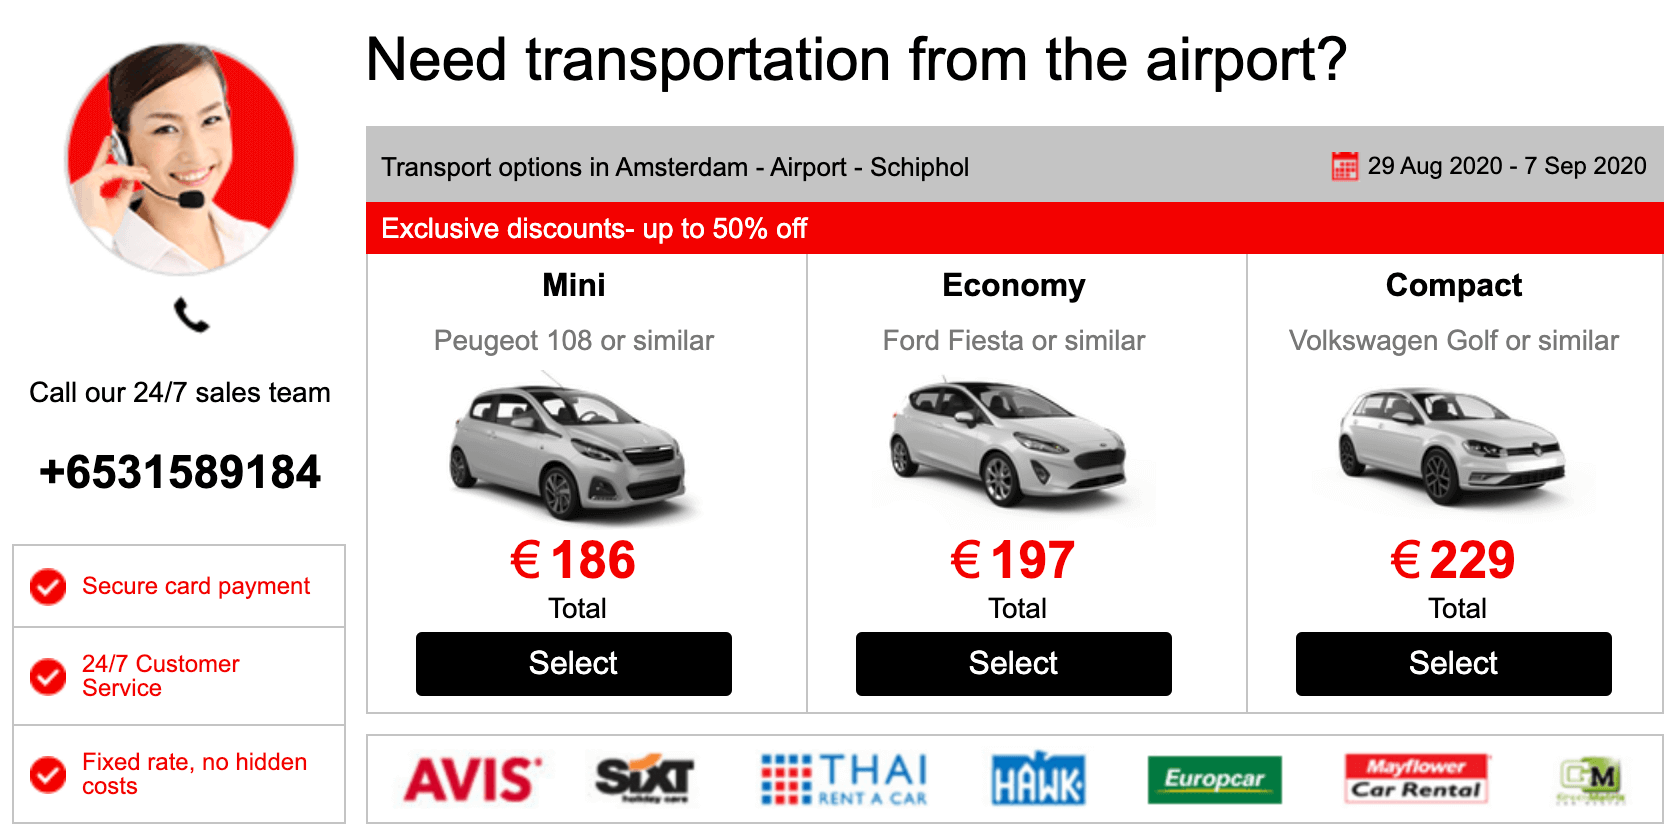 Need transportation from the airport?
Transport options in Amsterdam - Airport - Schiphol
29 Aug 2020 - 7 Sep 2020
Exclusive discounts- up to 50% off
Mini
Peugeot 108 or similar
€ 186
Total
Select
Economy
Ford Fiesta or similar
€ 197
Total
Select
Compact
Volkswagen Golf or similar
€ 229
Total
Select
Call our 24/7 sales team
+6531589184
Secure card payment
24/7 Customer
Service
Fixed rate, no hidden
costs
AVIS
SiXT
holiday cars
THAI
RENT A CAR
HAWK
Europcar
Mayflower
Car Rental
GM